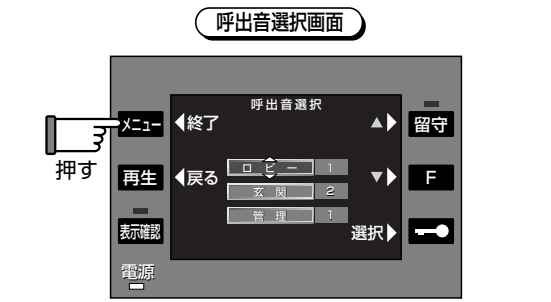 呼出音選択画面
呼出音選択
メニュー ◀終了 ▲▶ 留守
押す
再生 ◀戻る ロビー 1 ▼▶ F
玄関 2
管理 1
表示確認 選択▶
電源